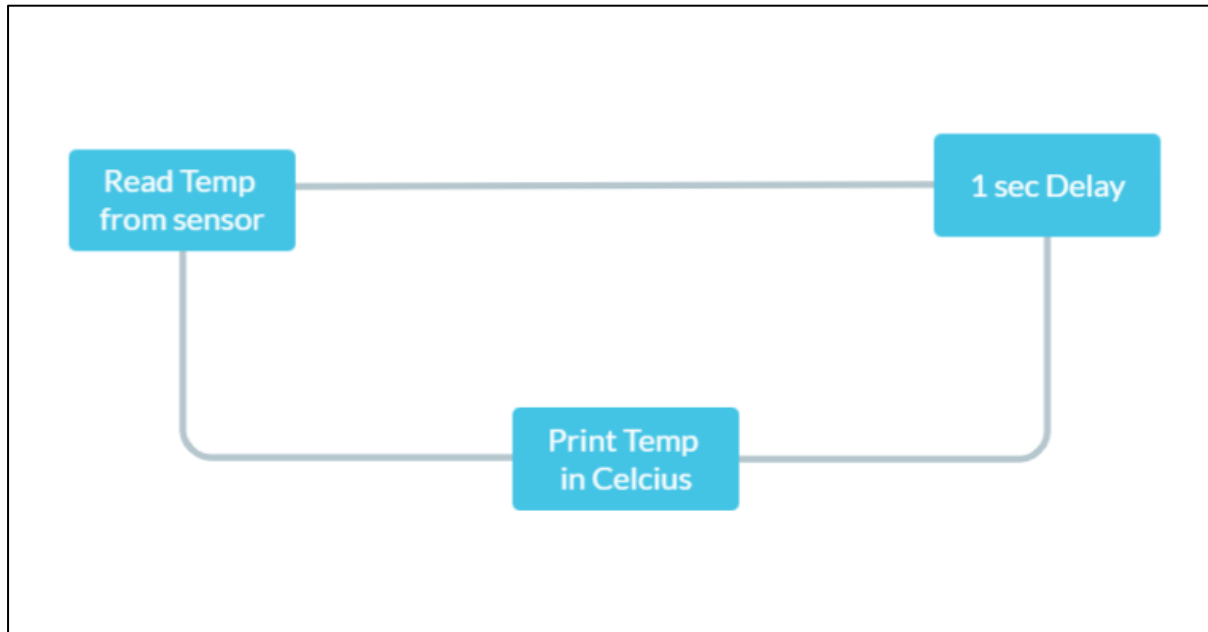 Read Temp
from sensor
1 sec Delay
Print Temp
in Celcius